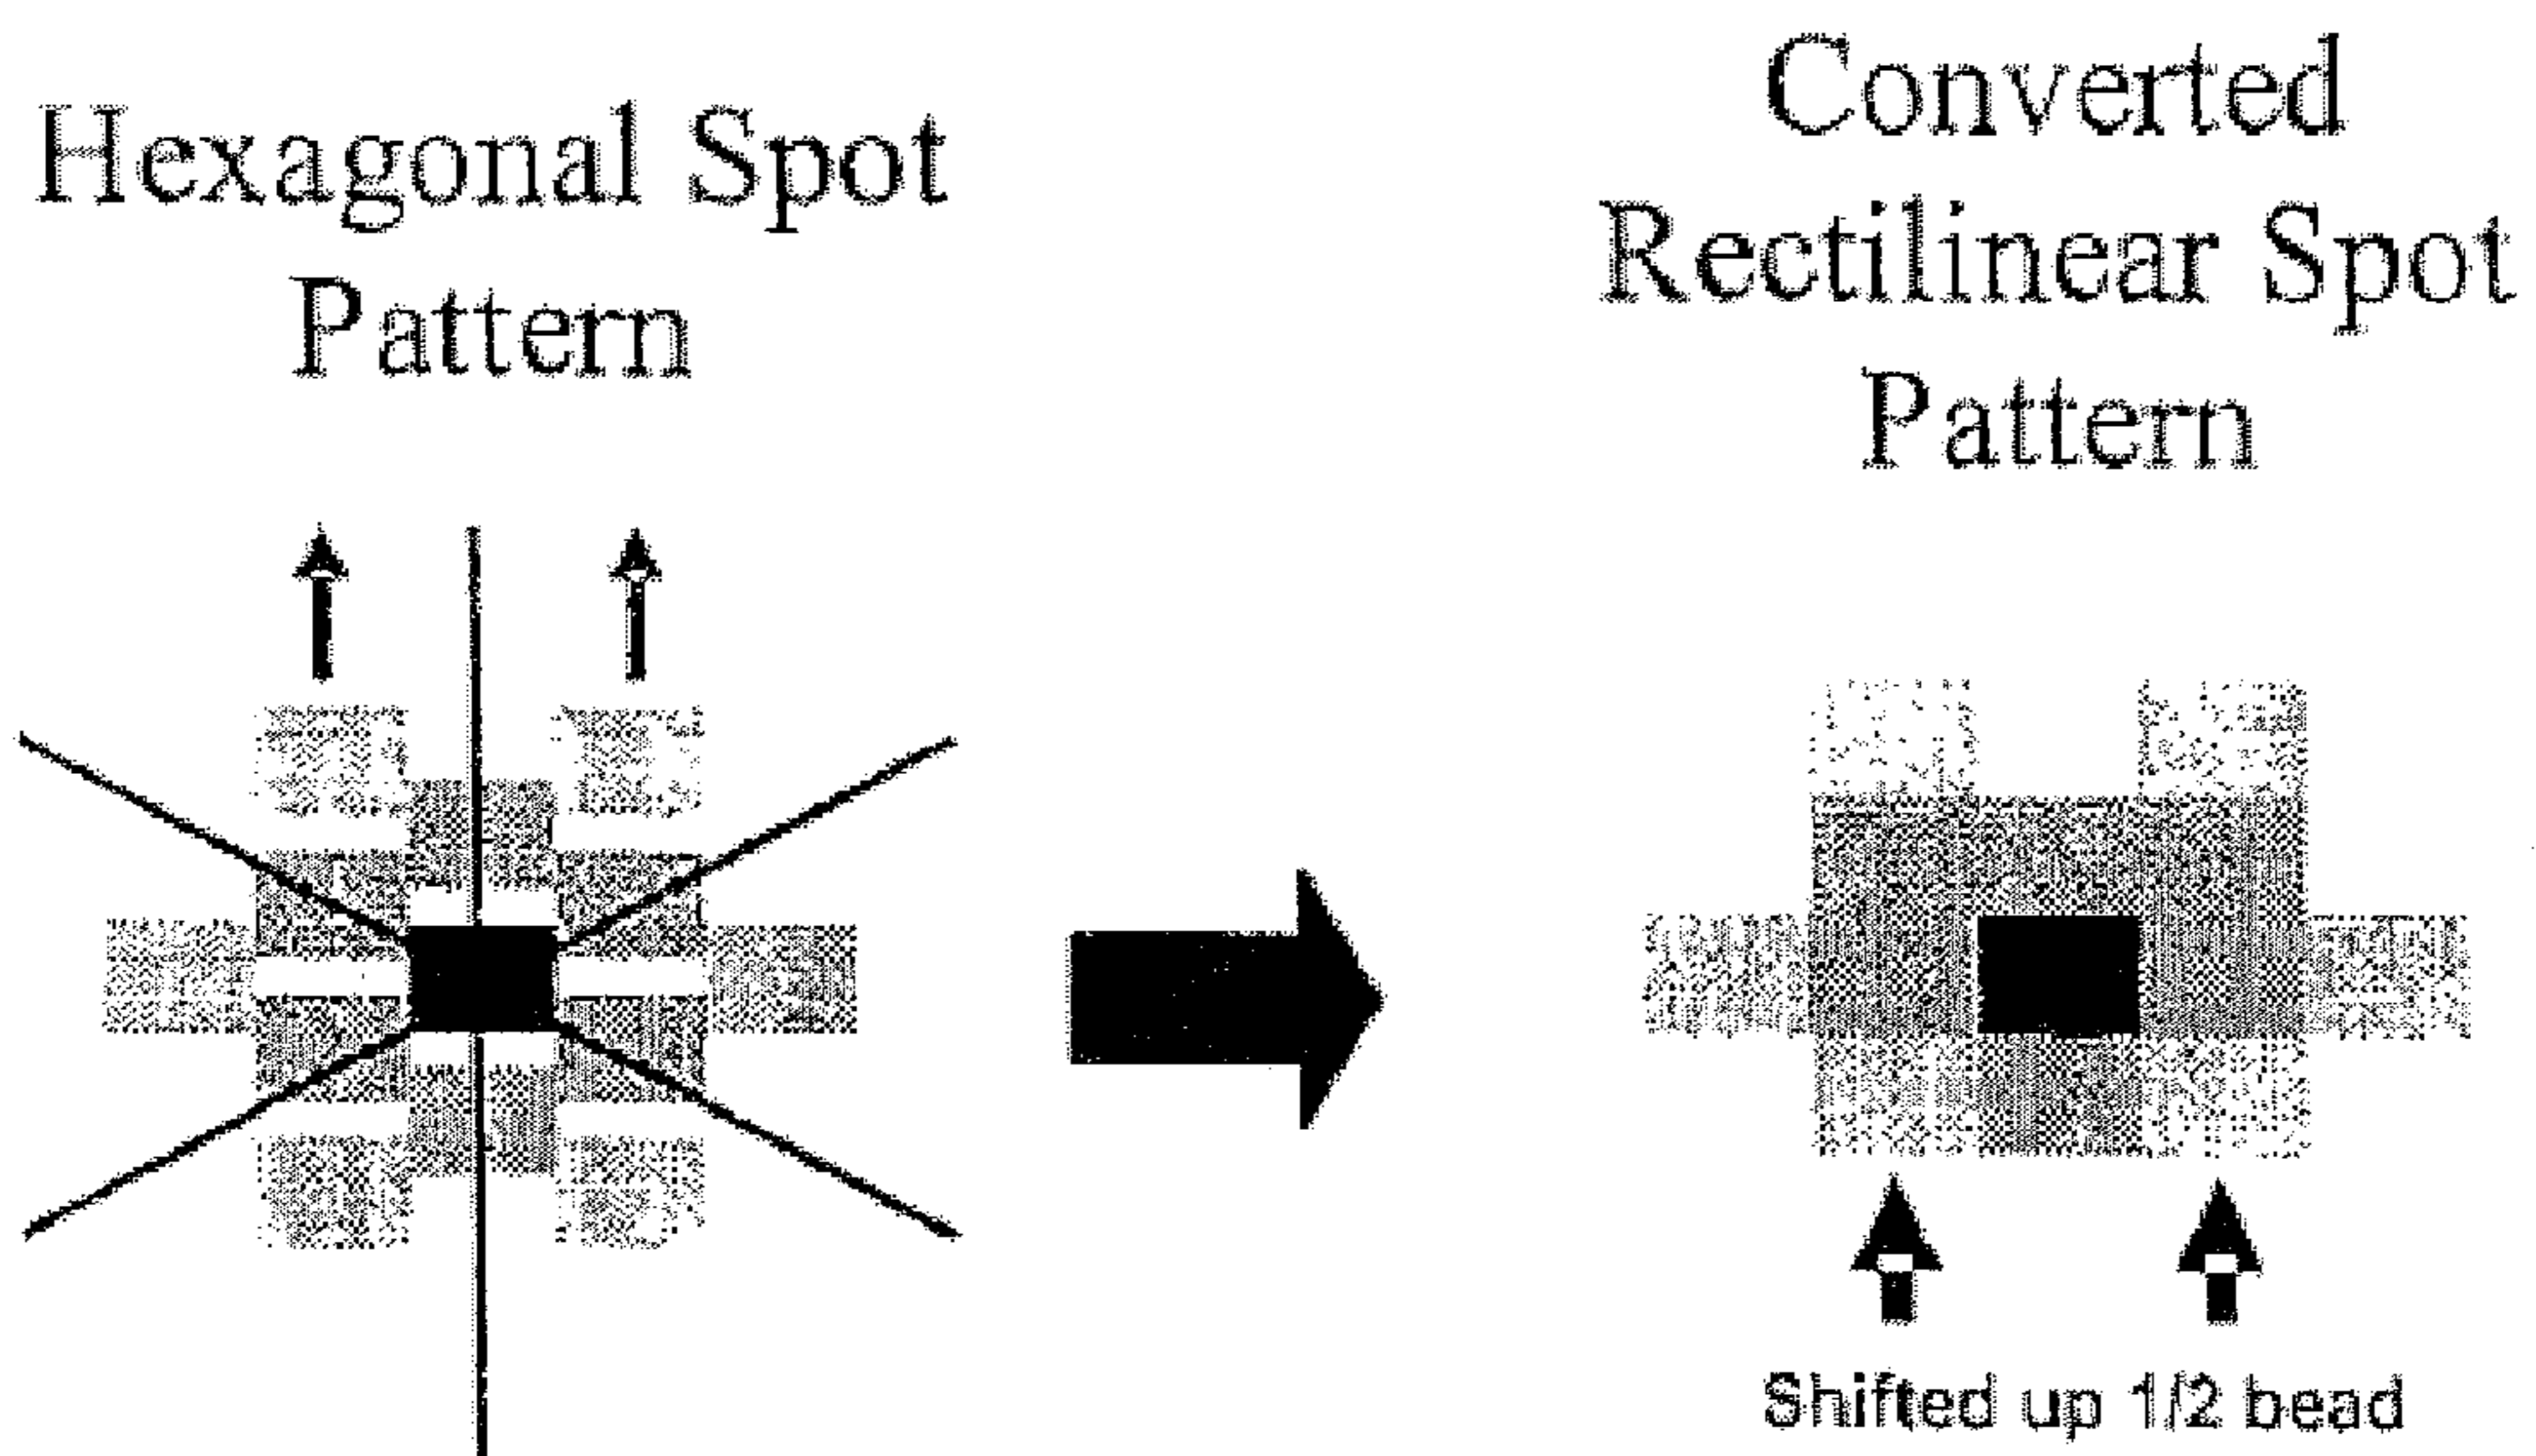 Hexagonal Spot
Pattern
Converted
Rectilinear Spot
Pattern
Shifted up 1/2 bead